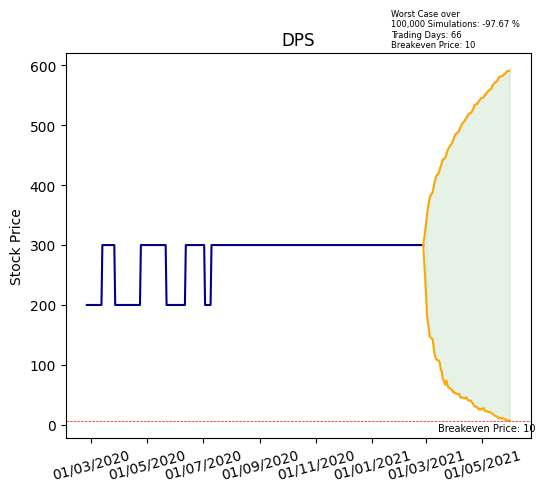 Worst Case over
100,000 Simulations: -97.67 %
Trading Days: 66
Breakeven Price: 10
DPS
Stock Price
600
500
400
300
200
100
0
Breakeven Price: 10
01/03/2020
01/05/2020
01/07/2020
01/09/2020
01/11/2020
01/01/2021
01/03/2021
01/05/2021